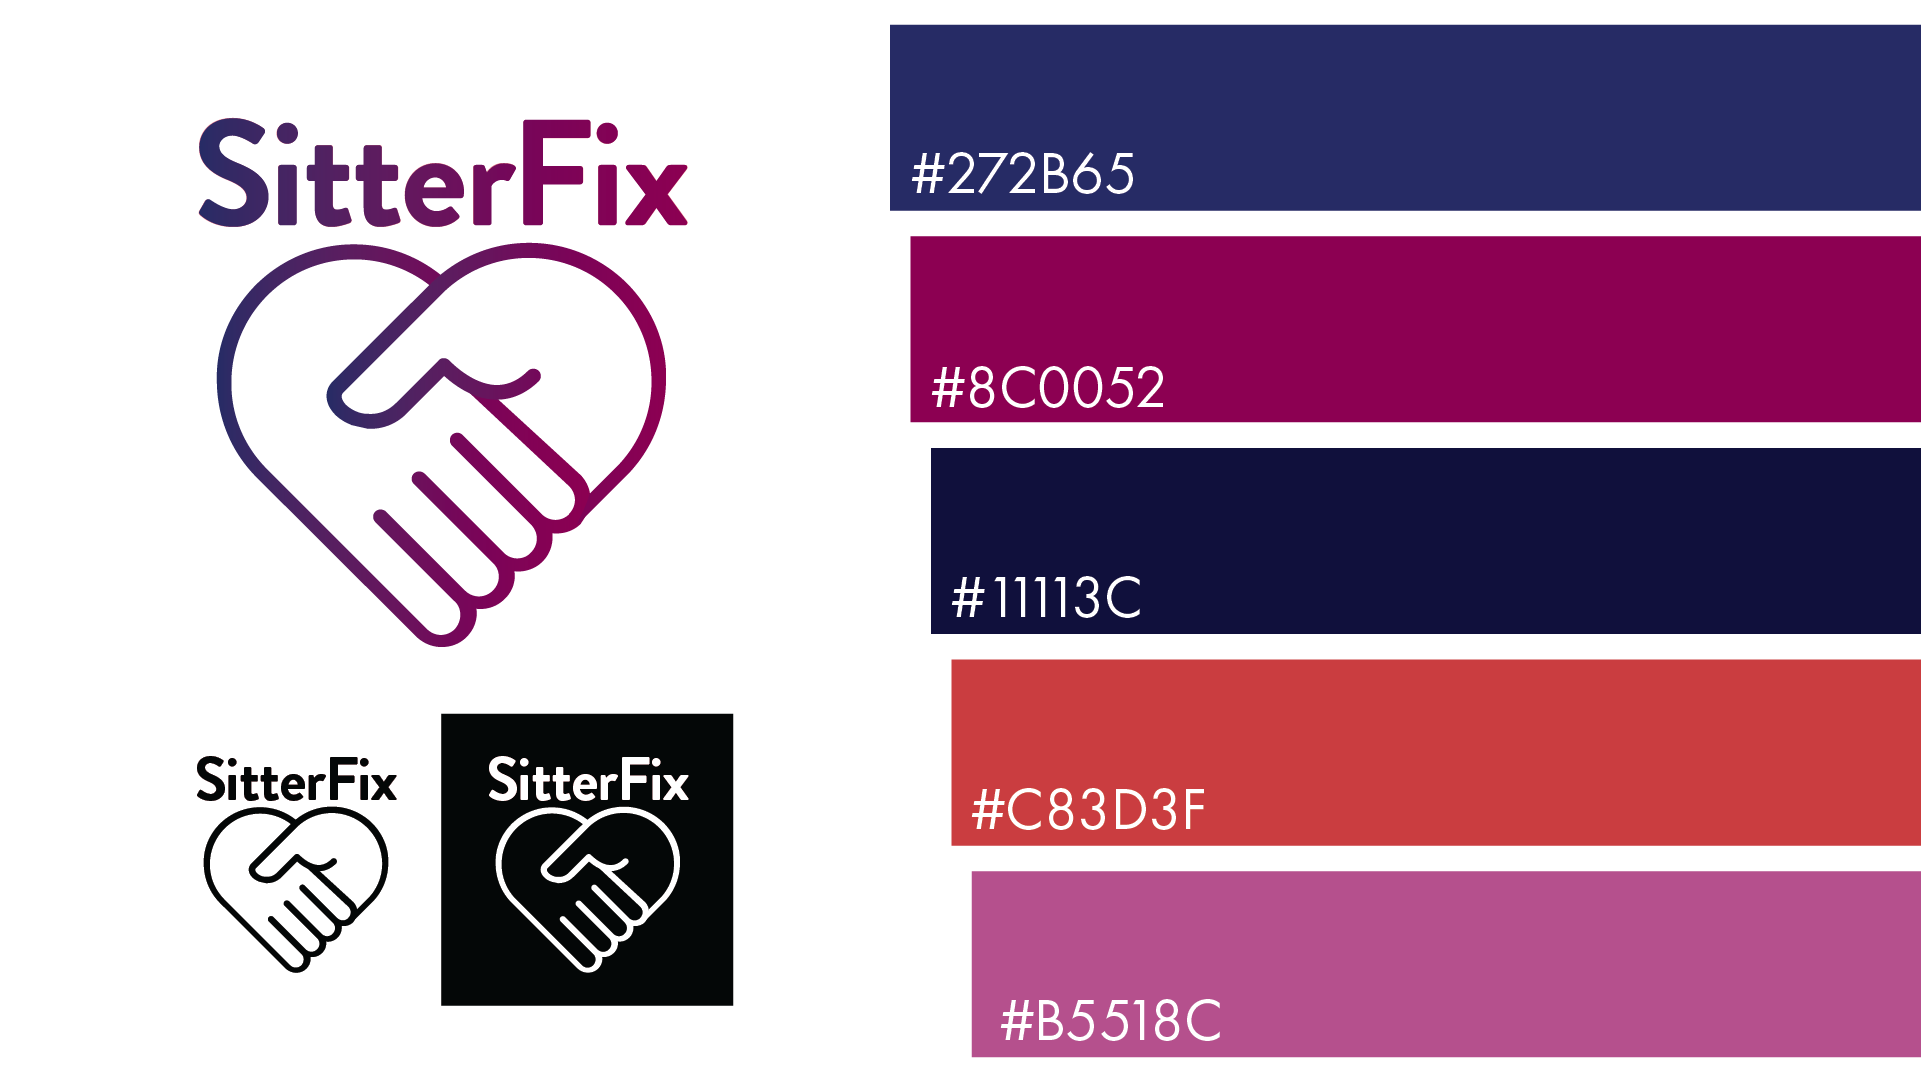 SitterFix
SitterFix
SitterFix
#272B65
#8C0052
#11113C
#C83D3F
#B5518C